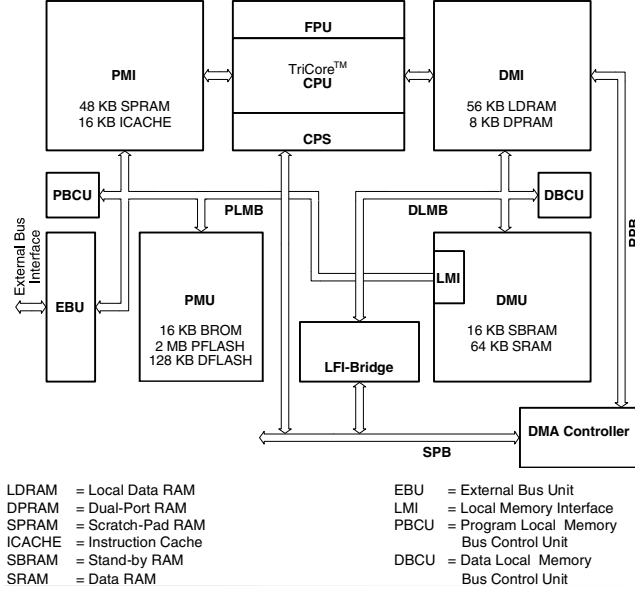 FPU
PMI
TriCore™
CPU
DMI
48 KB SPRAM
16 KB ICACHE
56 KB LDRAM
8 KB DPRAM
CPS
PBCU
PLMB
DLMB
DBCU
RPB
External Bus
Interface
EBU
PMU
16 KB BROM
2 MB PFLASH
128 KB DFLASH
LMI
DMU
16 KB SBRAM
64 KB SRAM
LFI-Bridge
DMA Controller
SPB
LDRAM = Local Data RAM
DPRAM = Dual-Port RAM
SPRAM = Scratch-Pad RAM
ICACHE = Instruction Cache
SBRAM = Stand-by RAM
SRAM = Data RAM
EBU = External Bus Unit
LMI = Local Memory Interface
PBCU = Program Local Memory
Bus Control Unit
DBCU = Data Local Memory
Bus Control Unit